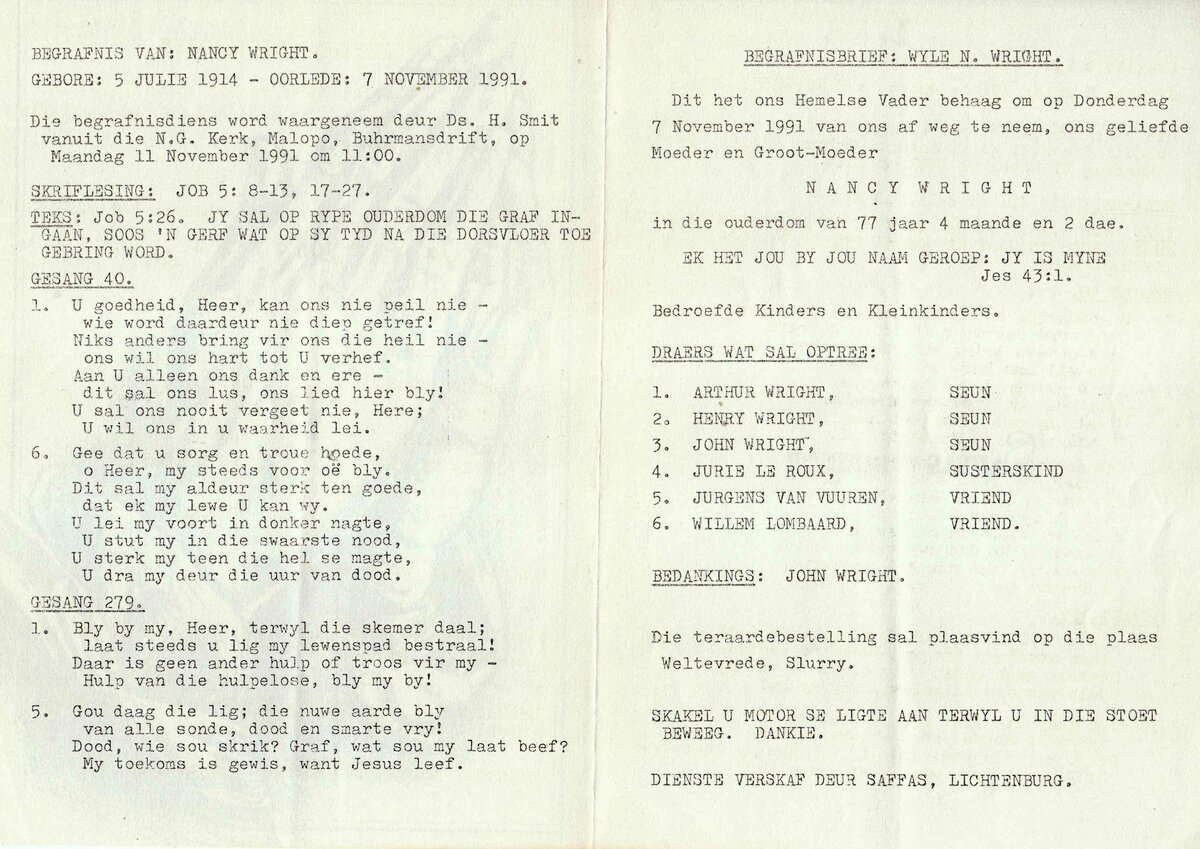 BEGRAFNIS VAN: NANCY WRIGHT.
GEBORE: 5 JULIE 1914 - OORLEDE: 7 NOVEMBER 1991.
Die begrafnisdiens word waargeneem deur Ds. H. Smit
vanuit die N.G. Kerk, Malopo, Buhrmansdrift, op
Maandag 11 November 1991 om 11:00.
SKRIFLESING: JOB 5: 8-13, 17-27.
TEKS: Job 5:26. JY SAL OP RYPE OUDERDOM DIE GRAF IN-
GAAN, SOOS 'N GERF WAT OP SY TYD NA DIE DORSVLOER TOE
GEBRING WORD.
GESANG 40.
1. U goedheid, Heer, kan ons nie peil nie -
wie word daardeur nie diep getref!
Niks anders bring vir ons die heil nie -
ons wil ons hart tot U verhef.
Aan U alleen ons dank en ere -
dit sal ons lus, ons lied hier bly!
U sal ons nooit vergeet nie, Here;
U wil ons in u waarheid lei.
6. Gee dat u sorg en troue hoede,
o Heer, my steeds voor oë bly.
Dit sal my aldeur sterk ten goede,
dat ek my lewe U kan wy.
U lei my voort in donker nagte,
U stut my in die swaarste nood,
U sterk my teen die hel se magte,
U dra my deur die uur van dood.
GESANG 279.
1. Bly by my, Heer, terwyl die skemer daal;
laat steeds u lig my lewenspad bestraal!
Daar is geen ander hulp of troos vir my -
Hulp van die hulpelose, bly my by!
5. Gou daag die lig; die nuwe aarde bly
van alle sonde, dood en smarte vry!
Dood, wie sou skrik? Graf, wat sou my laat beef?
My toekoms is gewis, want Jesus leef.
BEGRAFNISBRIEF: WYLE N. WRIGHT.
Dit het ons Hemelse Vader behaag om op Donderdag
7 November 1991 van ons af weg te neem, ons geliefde
Moeder en Groot-Moeder
N A N C Y W R I G H T
in die ouderdom van 77 jaar 4 maande en 2 dae.
EK HET JOU BY JOU NAAM GEROEP: JY IS MYNE
Jes 43:1.
Bedroefde Kinders en Kleinkinders.
DRAERS WAT SAL OPTREE:
1. ARTHUR WRIGHT, SEUN
2. HENRY WRIGHT, SEUN
3. JOHN WRIGHT, SEUN
4. JURIE LE ROUX, SUSTERSKIND
5. JURGENS VAN VUUREN, VRIEND
6. WILLEM LOMBAARD, VRIEND.
BEDANKINGS: JOHN WRIGHT.
Die teraardebestelling sal plaasvind op die plaas
Weltevrede, Slurry.
SKAKEL U MOTOR SE LIGTE AAN TERWYL U IN DIE STOET
BEWEEG. DANKIE.
DIENSTE VERSKAF DEUR SAFFAS, LICHTENBURG.